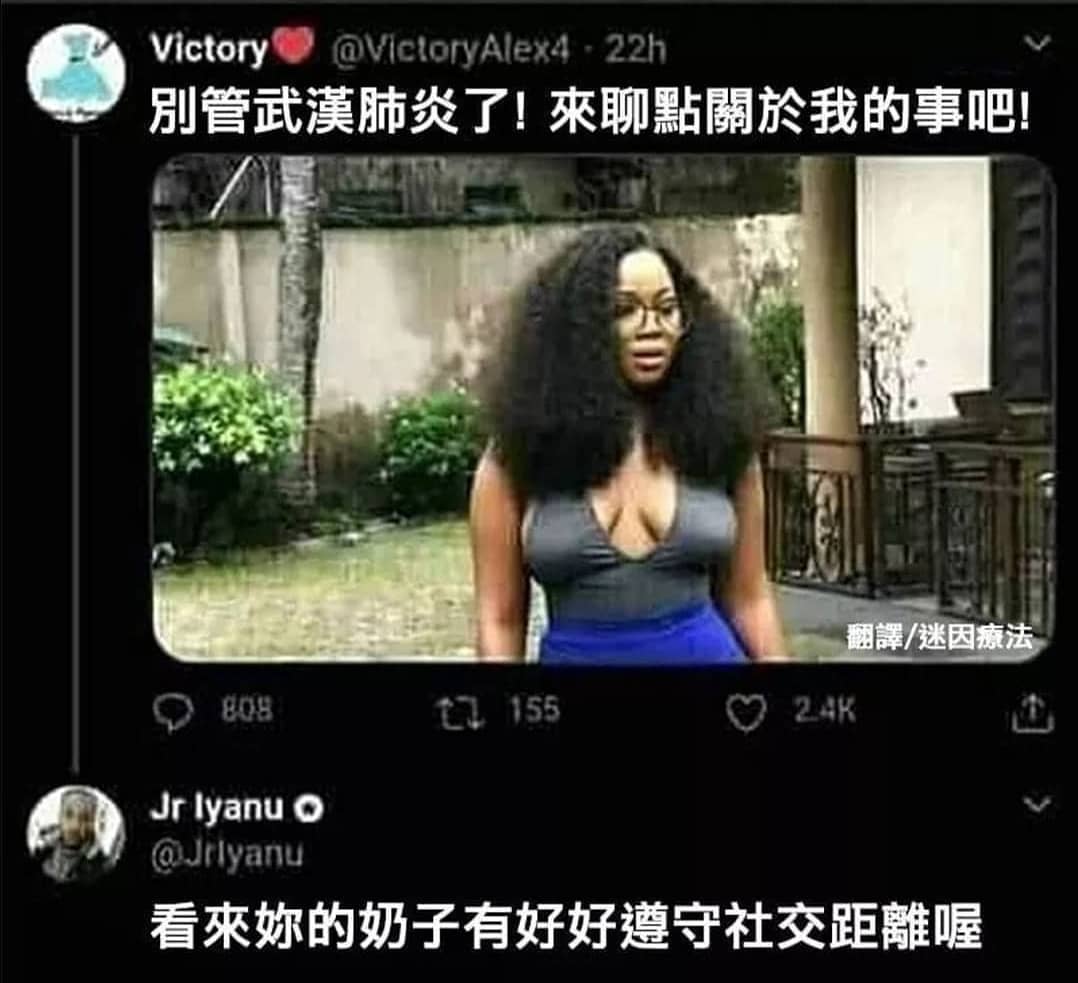 Victory❤️ @VictoryAlex4 · 22h
別管武漢肺炎了! 來聊點關於我的事吧!
翻譯/迷因療法
808 155 2.4K
Jr Iyanu
@JrIyanu
看來妳的奶子有好好遵守社交距離喔